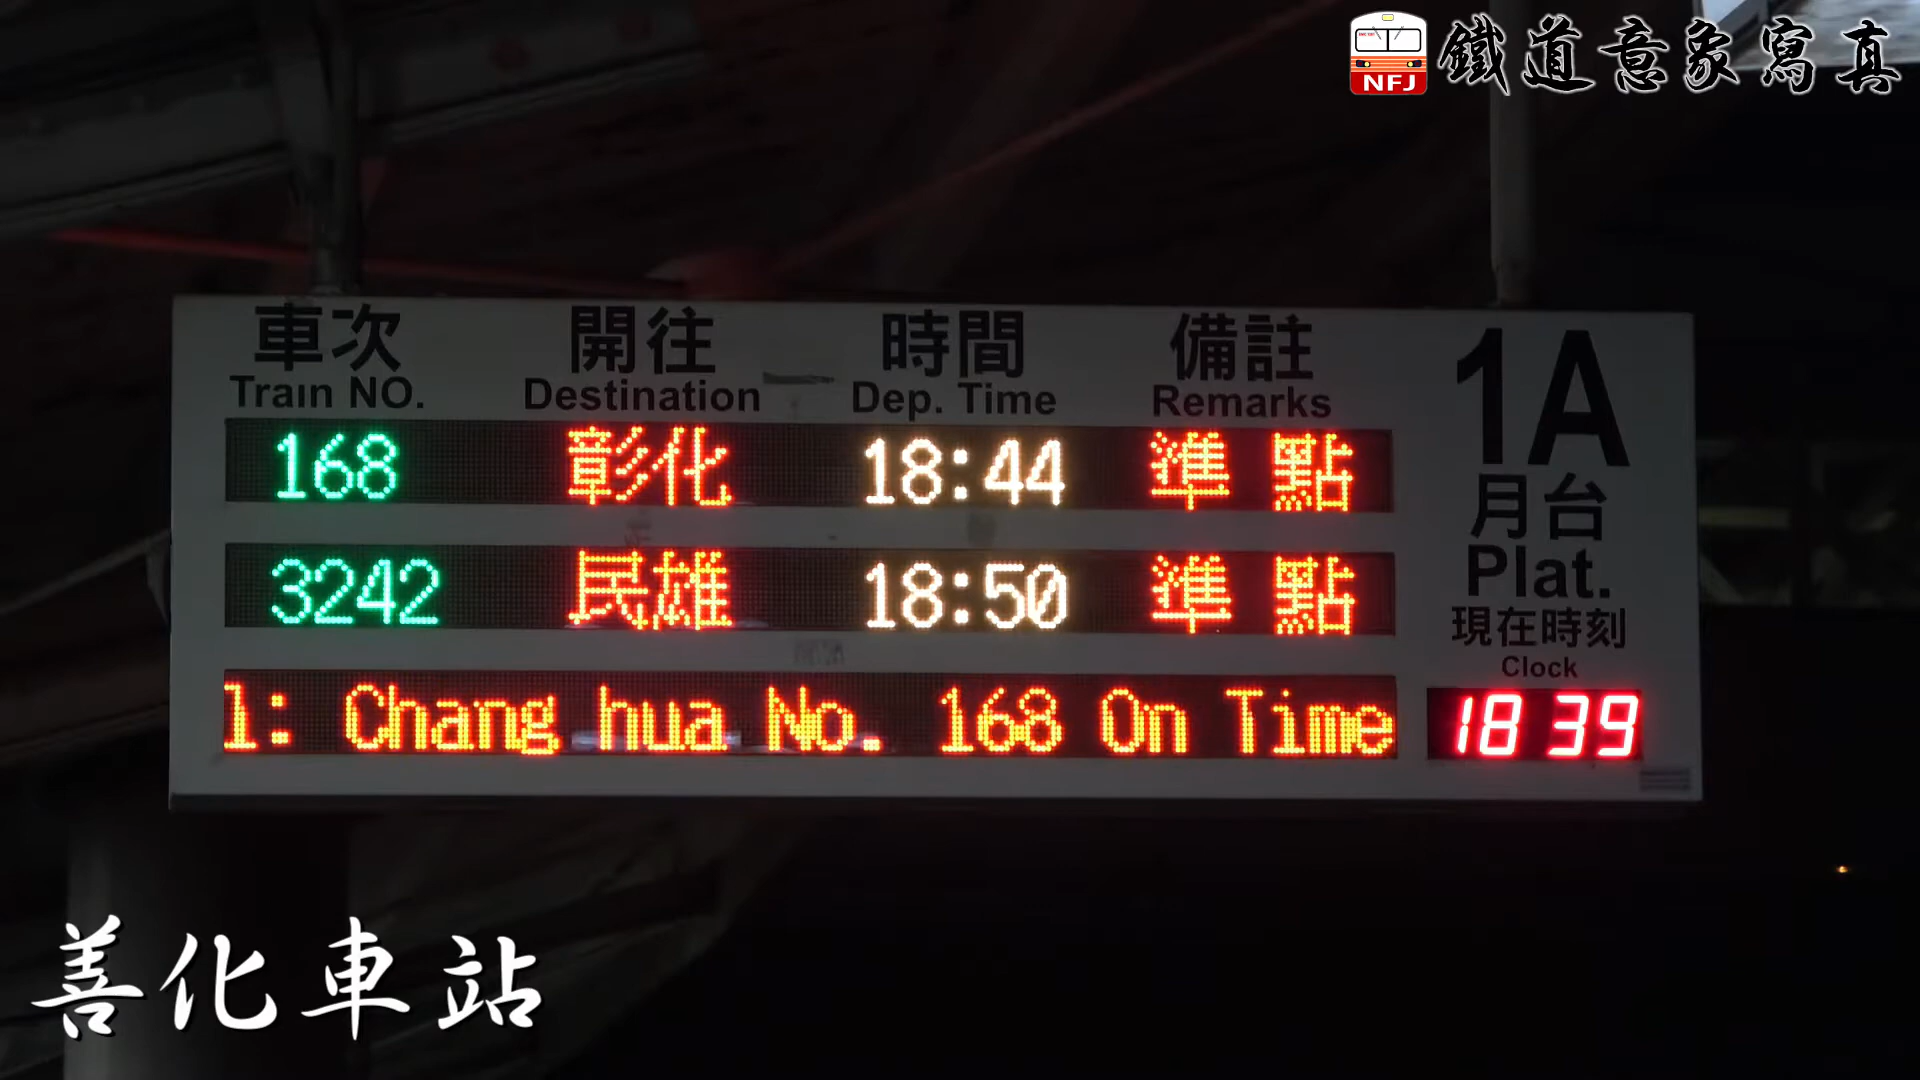 NFJ 鐵道意象寫真
車次 開往 時間 備註 1A
Train NO. Destination Dep. Time Remarks
168 彰化 18:44 準點
月台
Plat.
3242 民雄 18:50 準點
現在時刻
Clock
1: Chang hua No. 168 On Time 18 39
善化車站